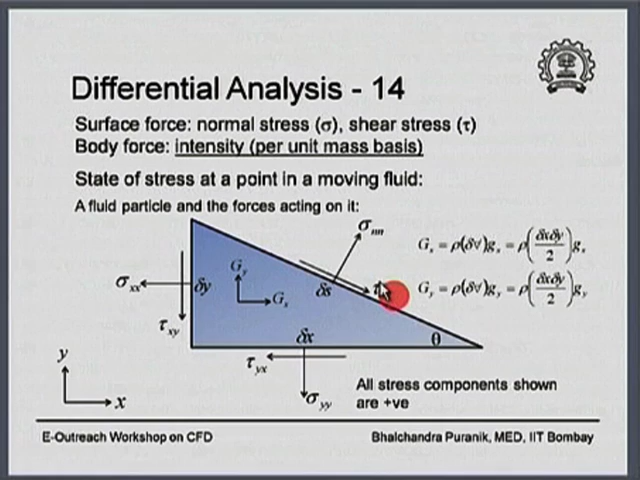 Differential Analysis - 14
Surface force: normal stress (σ), shear stress (τ)
Body force: intensity (per unit mass basis)
State of stress at a point in a moving fluid:
A fluid particle and the forces acting on it:
σnn
Gx = ρ(δ∀)gx = ρ(δxδy/2)gx
Gy = ρ(δ∀)gy = ρ(δxδy/2)gy
σxx
δy
Gy
Gx
δs
τxy
δx
θ
τyx
σyy
y
x
All stress components shown
are +ve
E-Outreach Workshop on CFD
Bhalchandra Puranik, MED, IIT Bombay